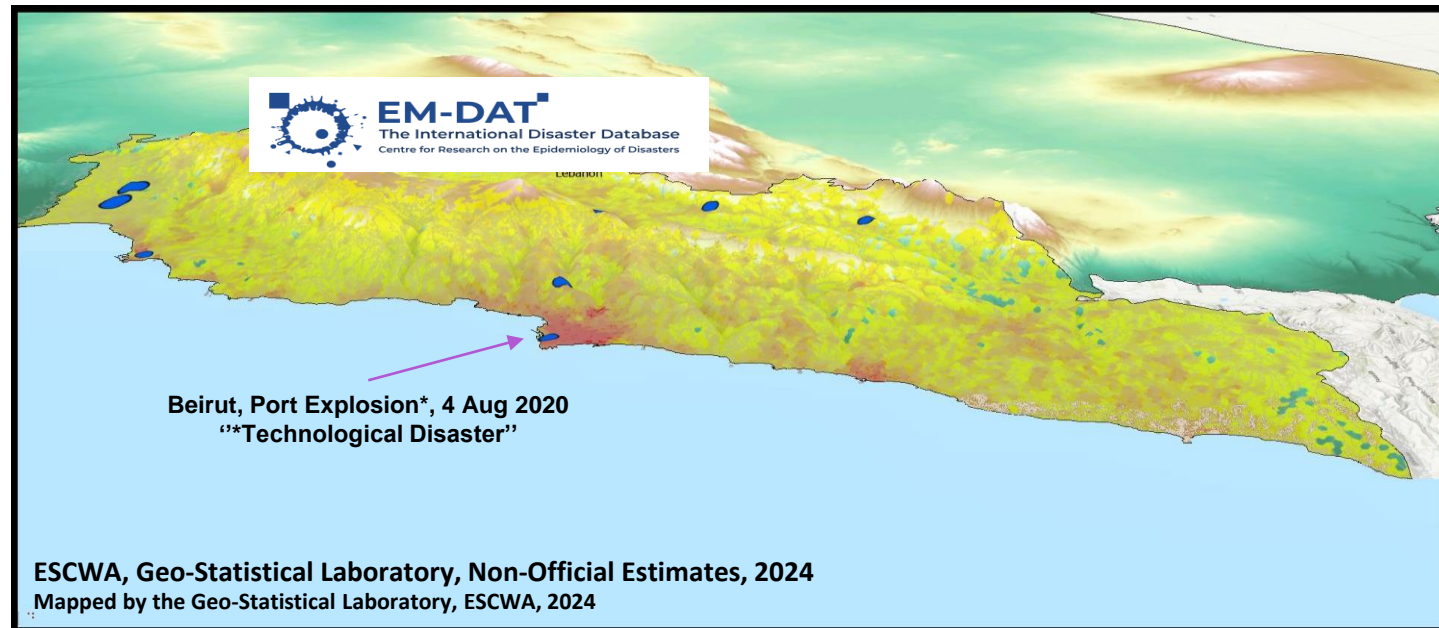 EM-DAT
The International Disaster Database
Centre for Research on the Epidemiology of Disasters
Lebanon
Beirut, Port Explosion*, 4 Aug 2020
‘’*Technological Disaster’’
ESCWA, Geo-Statistical Laboratory, Non-Official Estimates, 2024
Mapped by the Geo-Statistical Laboratory, ESCWA, 2024